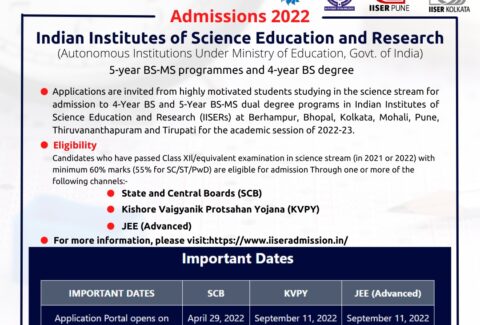 Admissions 2022
IISER PUNE
IISER KOLKATA
Indian Institutes of Science Education and Research
(Autonomous Institutions Under Ministry of Education, Govt. of India)
5-year BS-MS programmes and 4-year BS degree
Applications are invited from highly motivated students studying in the science stream for
admission to 4-Year BS and 5-Year BS-MS dual degree programs in Indian Institutes of
Science Education and Research (IISERs) at Berhampur, Bhopal, Kolkata, Mohali, Pune,
Thiruvananthapuram and Tirupati for the academic session of 2022-23.
Eligibility
Candidates who have passed Class XII/equivalent examination in science stream (in 2021 or 2022) with
minimum 60% marks (55% for SC/ST/PwD) are eligible for admission Through one or more of the
following channels:-
State and Central Boards (SCB)
Kishore Vaigyanik Protsahan Yojana (KVPY)
JEE (Advanced)
For more information, please visit:https://www.iiseradmission.in/
Important Dates
IMPORTANT DATES SCB KVPY JEE (Advanced)
Application Portal opens on April 29, 2022 September 11, 2022 September 11, 2022